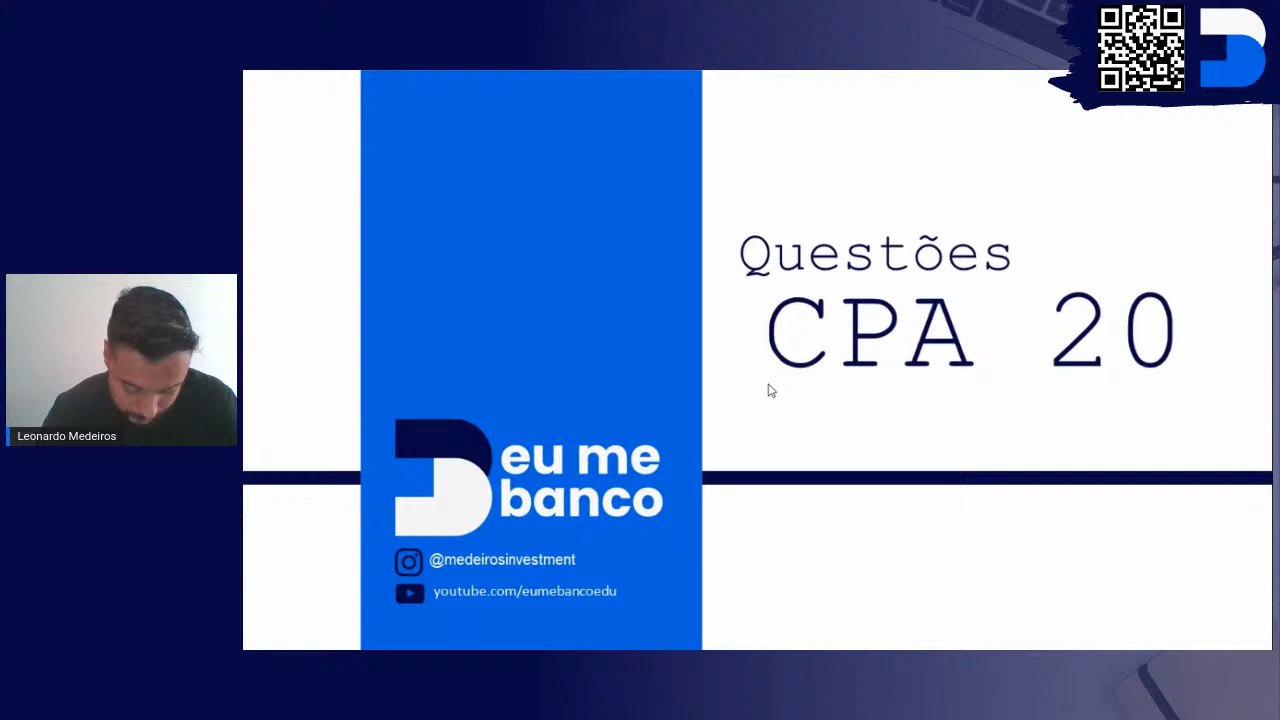 Questões
CPA 20
eu me
banco
@medeirosinvestment
youtube.com/eumebancoedu
Leonardo Medeiros